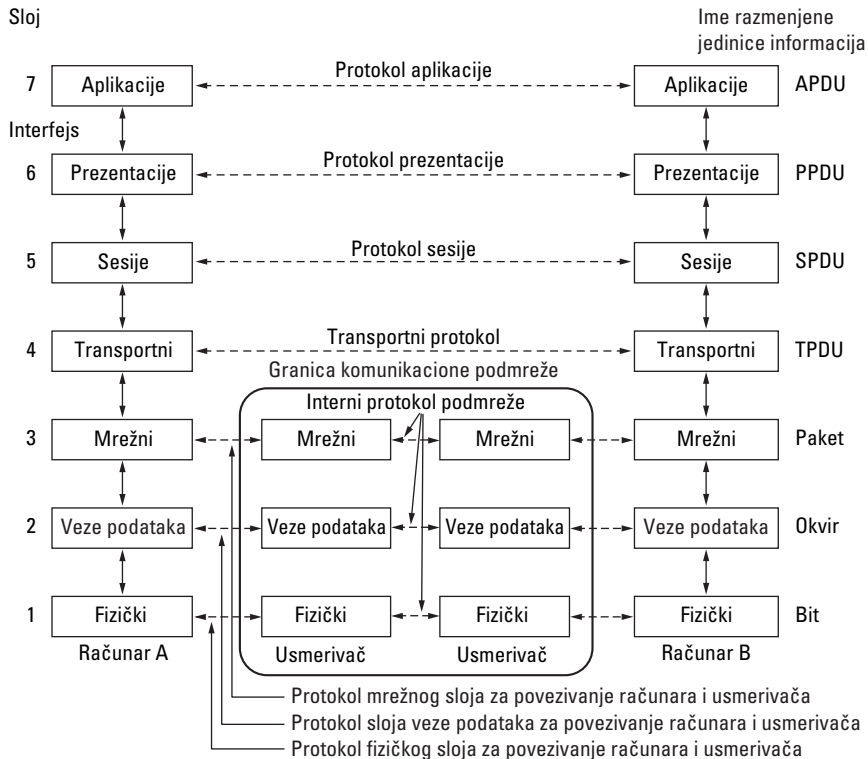 Sloj
Ime razmenjene
jedinice informacija
7 Aplikacije Protokol aplikacije Aplikacije APDU
Interfejs
6 Prezentacije Protokol prezentacije Prezentacije PPDU
5 Sesije Protokol sesije Sesije SPDU
4 Transportni Transportni protokol Transportni TPDU
Granica komunikacione podmreže
Interni protokol podmreže
3 Mrežni Mrežni Mrežni Mrežni Paket
2 Veze podataka Veze podataka Veze podataka Veze podataka Okvir
1 Fizički Fizički Fizički Fizički Bit
Računar A Usmerivač Usmerivač Računar B
Protokol mrežnog sloja za povezivanje računara i usmerivača
Protokol sloja veze podataka za povezivanje računara i usmerivača
Protokol fizičkog sloja za povezivanje računara i usmerivača